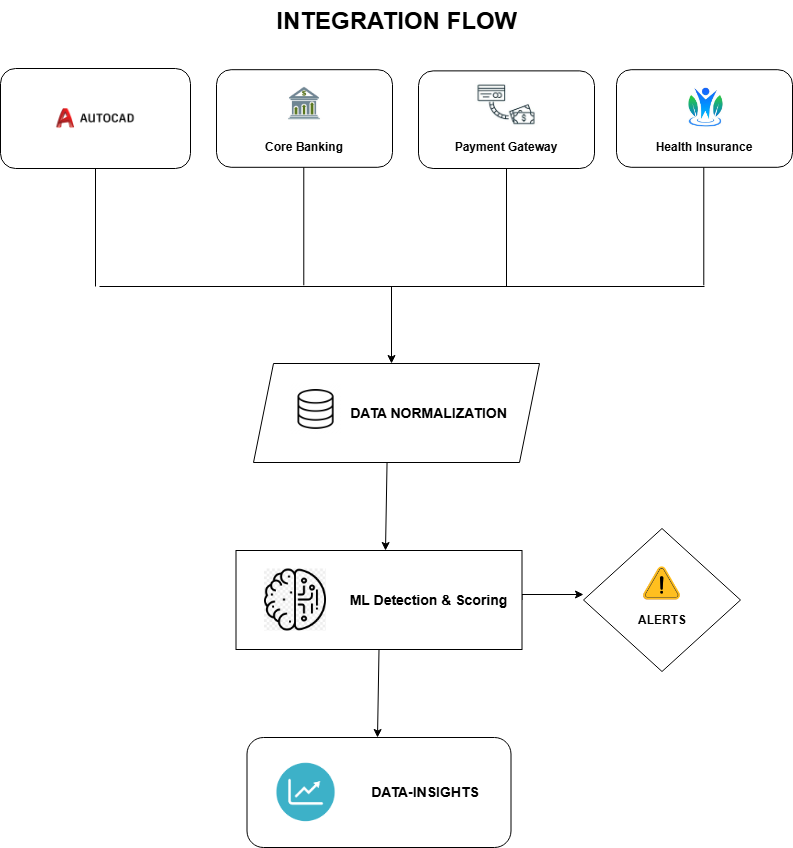 INTEGRATION FLOW
AUTOCAD
Core Banking
Payment Gateway
Health Insurance
DATA NORMALIZATION
ML Detection & Scoring
ALERTS
DATA-INSIGHTS